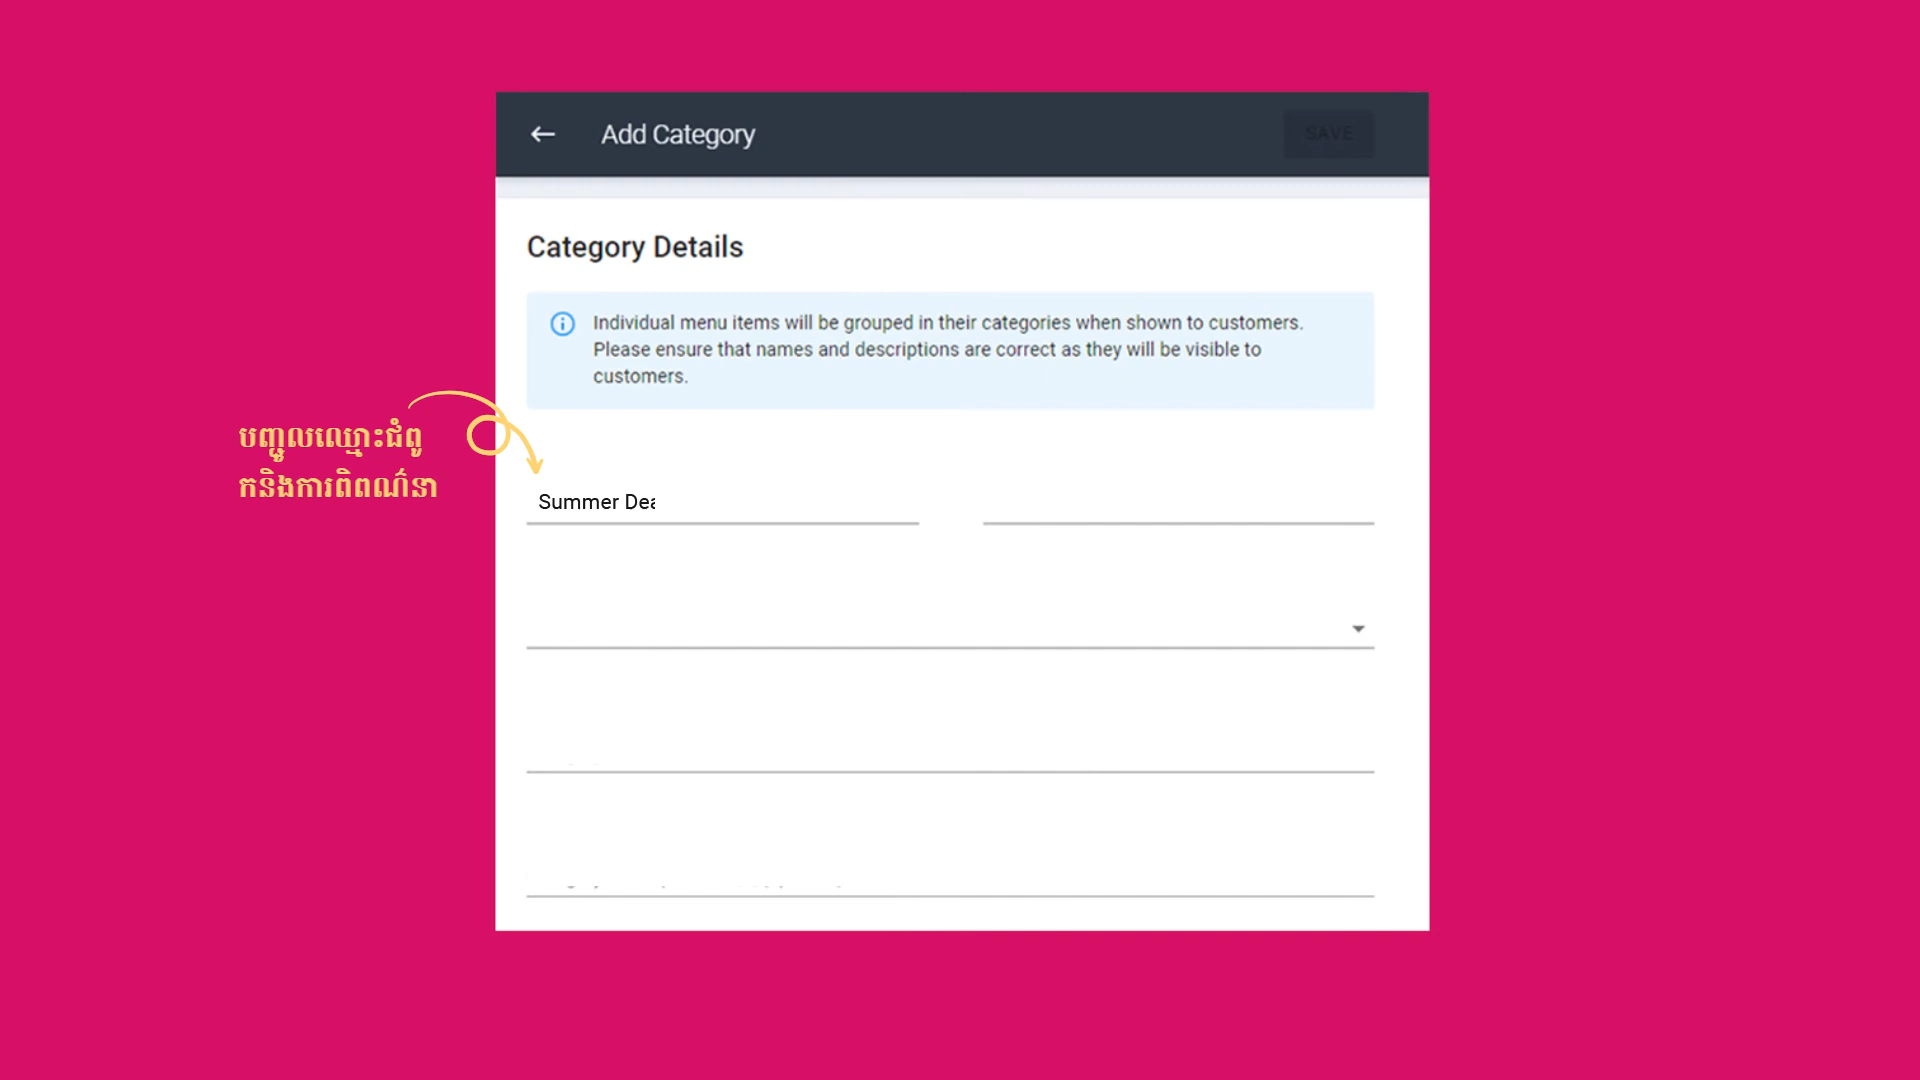 Add Category
SAVE
Category Details
Individual menu items will be grouped in their categories when shown to customers.
Please ensure that names and descriptions are correct as they will be visible to
customers.
បញ្ចូលឈ្មោះជំពូ
កនិងការពិពណ៌នា
Summer Dea